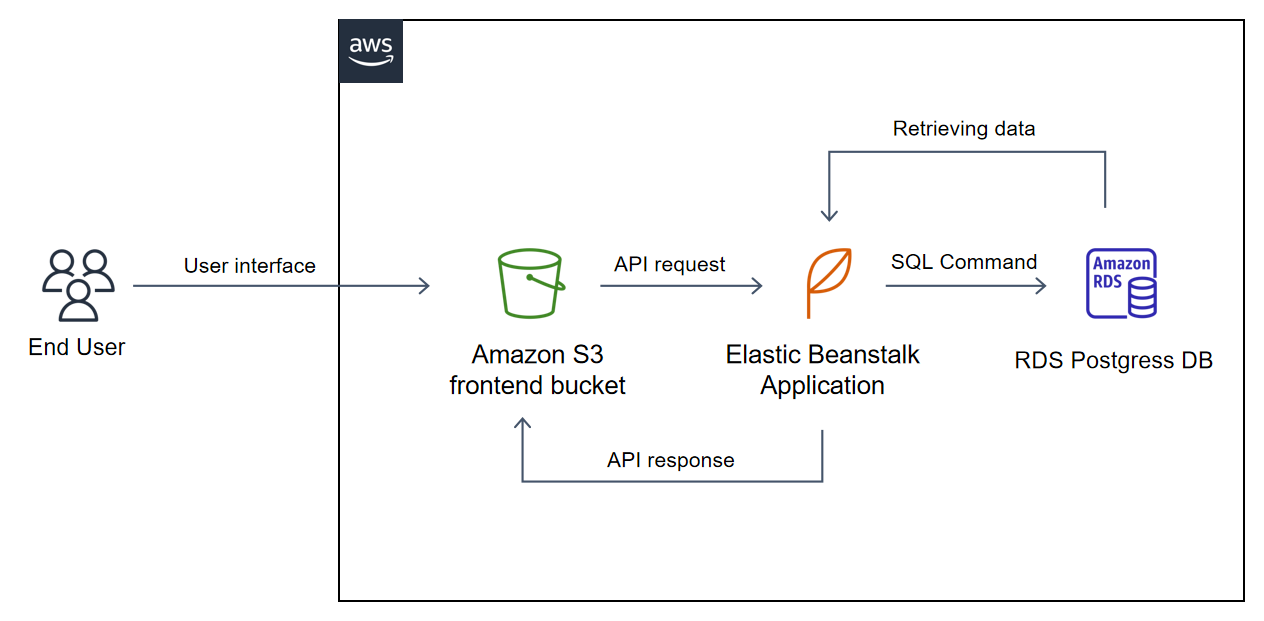 aws
Retrieving data
User interface
API request
SQL Command
Amazon
RDS
End User
Amazon S3
frontend bucket
Elastic Beanstalk
Application
RDS Postgress DB
API response